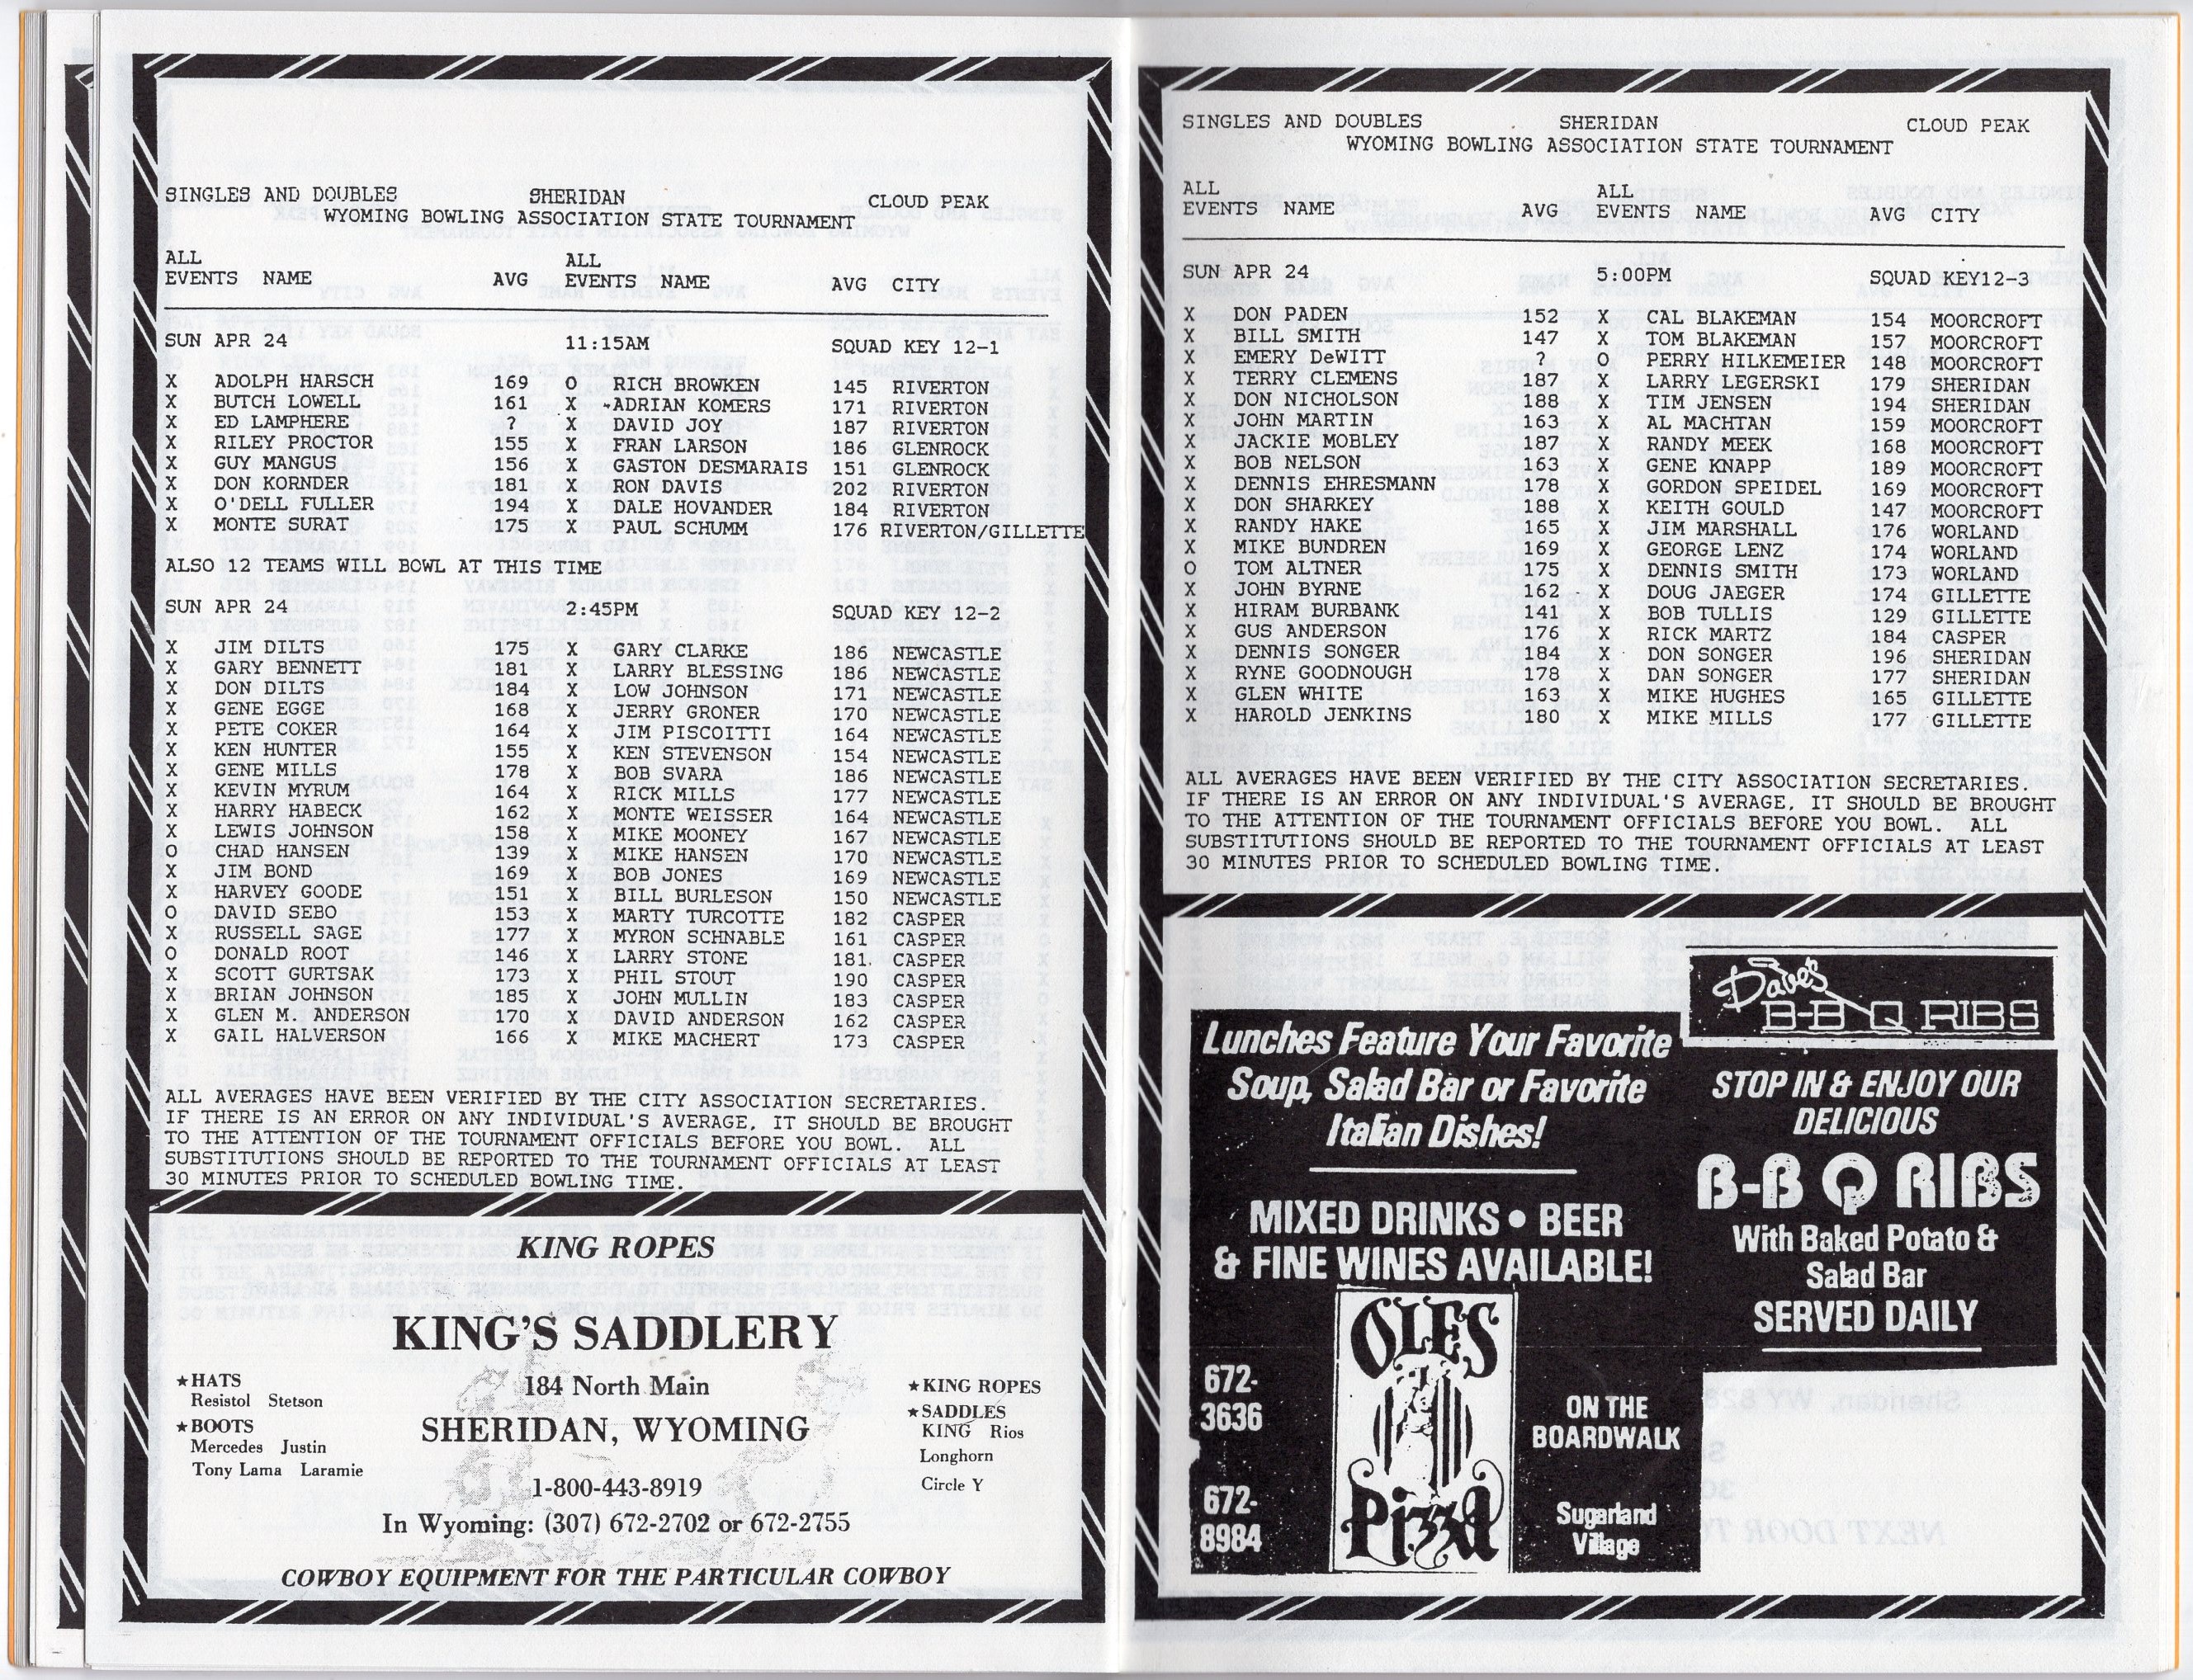 SINGLES AND DOUBLES SHERIDAN CLOUD PEAK
WYOMING BOWLING ASSOCIATION STATE TOURNAMENT
ALL ALL
EVENTS NAME AVG EVENTS NAME AVG CITY
SUN APR 24 11:15AM SQUAD KEY 12-1
X ADOLPH HARSCH 169 O RICH BROWKEN 145 RIVERTON
X BUTCH LOWELL 161 X ADRIAN KOMERS 171 RIVERTON
X ED LAMPHERE ? X DAVID JOY 187 RIVERTON
X RILEY PROCTOR 155 X FRAN LARSON 186 GLENROCK
X GUY MANGUS 156 X GASTON DESMARAIS 151 GLENROCK
X DON KORNDER 181 X RON DAVIS 202 RIVERTON
X O'DELL FULLER 194 X DALE HOVANDER 184 RIVERTON
X MONTE SURAT 175 X PAUL SCHUMM 176 RIVERTON/GILLETTE
ALSO 12 TEAMS WILL BOWL AT THIS TIME
SUN APR 24 2:45PM SQUAD KEY 12-2
X JIM DILTS 175 X GARY CLARKE 186 NEWCASTLE
X GARY BENNETT 181 X LARRY BLESSING 186 NEWCASTLE
X DON DILTS 184 X LOW JOHNSON 171 NEWCASTLE
X GENE EGGE 168 X JERRY GRONER 170 NEWCASTLE
X PETE COKER 164 X JIM PISCOITTI 164 NEWCASTLE
X KEN HUNTER 155 X KEN STEVENSON 154 NEWCASTLE
X GENE MILLS 178 X BOB SVARA 186 NEWCASTLE
X KEVIN MYRUM 164 X RICK MILLS 177 NEWCASTLE
X HARRY HABECK 162 X MONTE WEISSER 164 NEWCASTLE
X LEWIS JOHNSON 158 X MIKE MOONEY 167 NEWCASTLE
O CHAD HANSEN 139 X MIKE HANSEN 170 NEWCASTLE
X JIM BOND 169 X BOB JONES 169 NEWCASTLE
X HARVEY GOODE 151 X BILL BURLESON 150 NEWCASTLE
X DAVID SEBO 153 X MARTY TURCOTTE 182 CASPER
X RUSSELL SAGE 177 X MYRON SCHNABLE 161 CASPER
O DONALD ROOT 146 X LARRY STONE 181 CASPER
X SCOTT GURTSAK 173 X PHIL STOUT 190 CASPER
X BRIAN JOHNSON 185 X JOHN MULLIN 183 CASPER
X GLEN M. ANDERSON 170 X DAVID ANDERSON 162 CASPER
X GAIL HALVERSON 166 X MIKE MACHERT 173 CASPER
ALL AVERAGES HAVE BEEN VERIFIED BY THE CITY ASSOCIATION SECRETARIES.
IF THERE IS AN ERROR ON ANY INDIVIDUAL'S AVERAGE, IT SHOULD BE BROUGHT
TO THE ATTENTION OF THE TOURNAMENT OFFICIALS BEFORE YOU BOWL. ALL
SUBSTITUTIONS SHOULD BE REPORTED TO THE TOURNAMENT OFFICIALS AT LEAST
30 MINUTES PRIOR TO SCHEDULED BOWLING TIME.
KING ROPES
KING'S SADDLERY
184 North Main
SHERIDAN, WYOMING
1-800-443-8919
In Wyoming: (307) 672-2702 or 672-2755
★HATS
Resistol Stetson
★BOOTS
Mercedes Justin
Tony Lama Laramie
★KING ROPES
★SADDLES
KING Rios
Longhorn
Circle Y
COWBOY EQUIPMENT FOR THE PARTICULAR COWBOY
SINGLES AND DOUBLES SHERIDAN CLOUD PEAK
WYOMING BOWLING ASSOCIATION STATE TOURNAMENT
ALL ALL
EVENTS NAME AVG EVENTS NAME AVG CITY
SUN APR 24 5:00PM SQUAD KEY12-3
X DON PADEN 152 X CAL BLAKEMAN 154 MOORCROFT
X BILL SMITH 147 X TOM BLAKEMAN 157 MOORCROFT
X EMERY DeWITT ? O PERRY HILKEMEIER 148 MOORCROFT
X TERRY CLEMENS 187 X LARRY LEGERSKI 179 SHERIDAN
X DON NICHOLSON 188 X TIM JENSEN 194 SHERIDAN
X JOHN MARTIN 163 X AL MACHTAN 159 MOORCROFT
X JACKIE MOBLEY 187 X RANDY MEEK 168 MOORCROFT
X BOB NELSON 163 X GENE KNAPP 189 MOORCROFT
X DENNIS EHRESMANN 178 X GORDON SPEIDEL 169 MOORCROFT
X DON SHARKEY 188 X KEITH GOULD 147 MOORCROFT
X RANDY HAKE 165 X JIM MARSHALL 176 WORLAND
X MIKE BUNDREN 169 X GEORGE LENZ 174 WORLAND
O TOM ALTNER 175 X DENNIS SMITH 173 WORLAND
X JOHN BYRNE 162 X DOUG JAEGER 174 GILLETTE
X HIRAM BURBANK 141 X BOB TULLIS 129 GILLETTE
X GUS ANDERSON 176 X RICK MARTZ 184 CASPER
X DENNIS SONGER 184 X DON SONGER 196 SHERIDAN
X RYNE GOODNOUGH 178 X DAN SONGER 177 SHERIDAN
X GLEN WHITE 163 X MIKE HUGHES 165 GILLETTE
X HAROLD JENKINS 180 X MIKE MILLS 177 GILLETTE
ALL AVERAGES HAVE BEEN VERIFIED BY THE CITY ASSOCIATION SECRETARIES.
IF THERE IS AN ERROR ON ANY INDIVIDUAL'S AVERAGE, IT SHOULD BE BROUGHT
TO THE ATTENTION OF THE TOURNAMENT OFFICIALS BEFORE YOU BOWL. ALL
SUBSTITUTIONS SHOULD BE REPORTED TO THE TOURNAMENT OFFICIALS AT LEAST
30 MINUTES PRIOR TO SCHEDULED BOWLING TIME.
Lunches Feature Your Favorite
Soup, Salad Bar or Favorite
Italian Dishes!
MIXED DRINKS • BEER
& FINE WINES AVAILABLE!
672-
3636
672-
8984
OLES
Pizza
ON THE
BOARDWALK
Sugarland
Village
Dave's
B-B Q RIBS
STOP IN & ENJOY OUR
DELICIOUS
B-B Q RIBS
With Baked Potato &
Salad Bar
SERVED DAILY